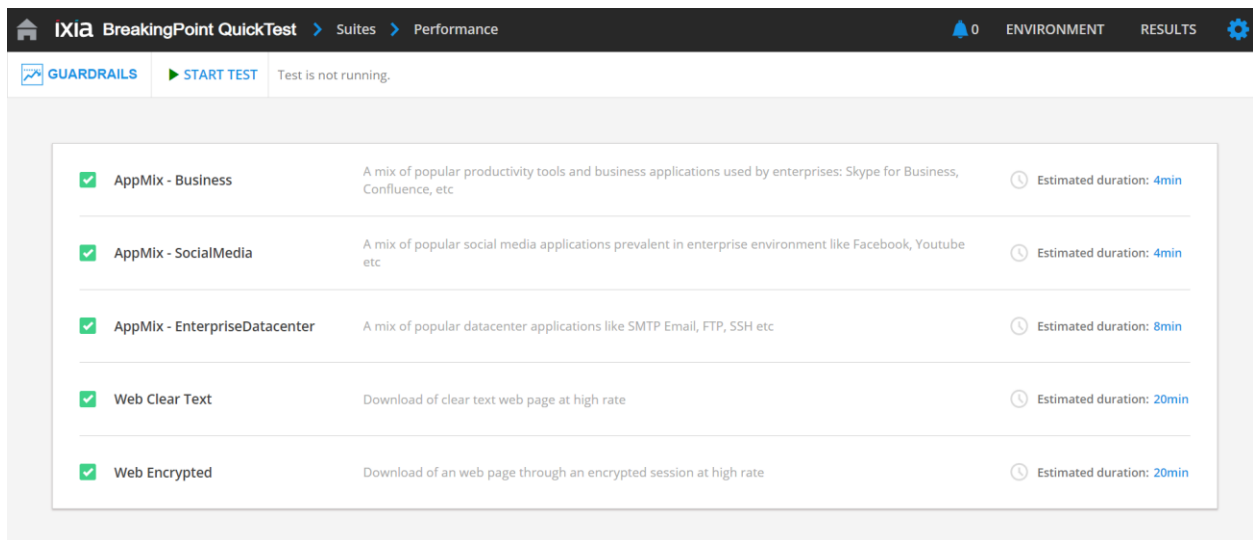 ixia BreakingPoint QuickTest > Suites > Performance 0 ENVIRONMENT RESULTS
GUARDRAILS START TEST Test is not running.
AppMix - Business A mix of popular productivity tools and business applications used by enterprises: Skype for Business, Estimated duration: 4min
Confluence, etc
AppMix - SocialMedia A mix of popular social media applications prevalent in enterprise environment like Facebook, Youtube Estimated duration: 4min
etc
AppMix - EnterpriseDatacenter A mix of popular datacenter applications like SMTP Email, FTP, SSH etc Estimated duration: 8min
Web Clear Text Download of clear text web page at high rate Estimated duration: 20min
Web Encrypted Download of an web page through an encrypted session at high rate Estimated duration: 20min